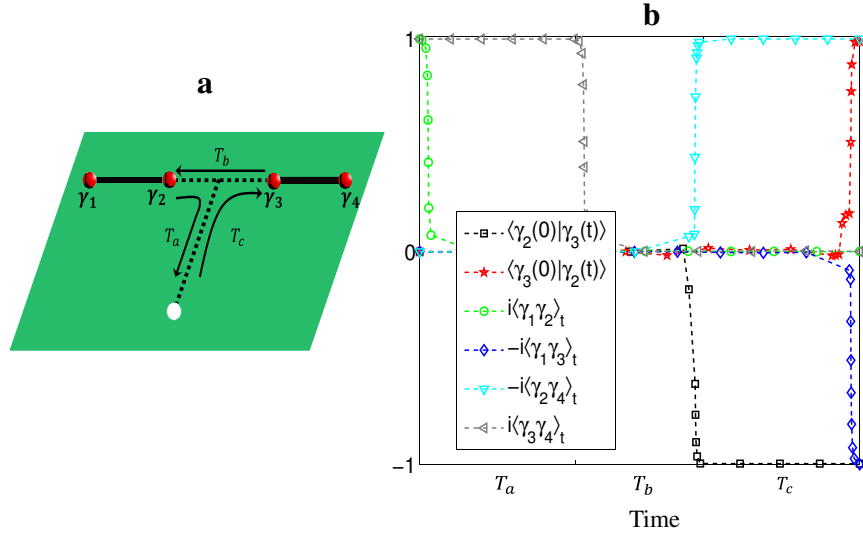 a
T_b
γ_1
γ_2
γ_3
γ_4
T_a
T_c
b
1
0
−1
⟨γ_2(0)|γ_3(t)⟩
⟨γ_3(0)|γ_2(t)⟩
i⟨γ_1γ_2⟩_t
−i⟨γ_1γ_3⟩_t
−i⟨γ_2γ_4⟩_t
i⟨γ_3γ_4⟩_t
T_a T_b T_c
Time